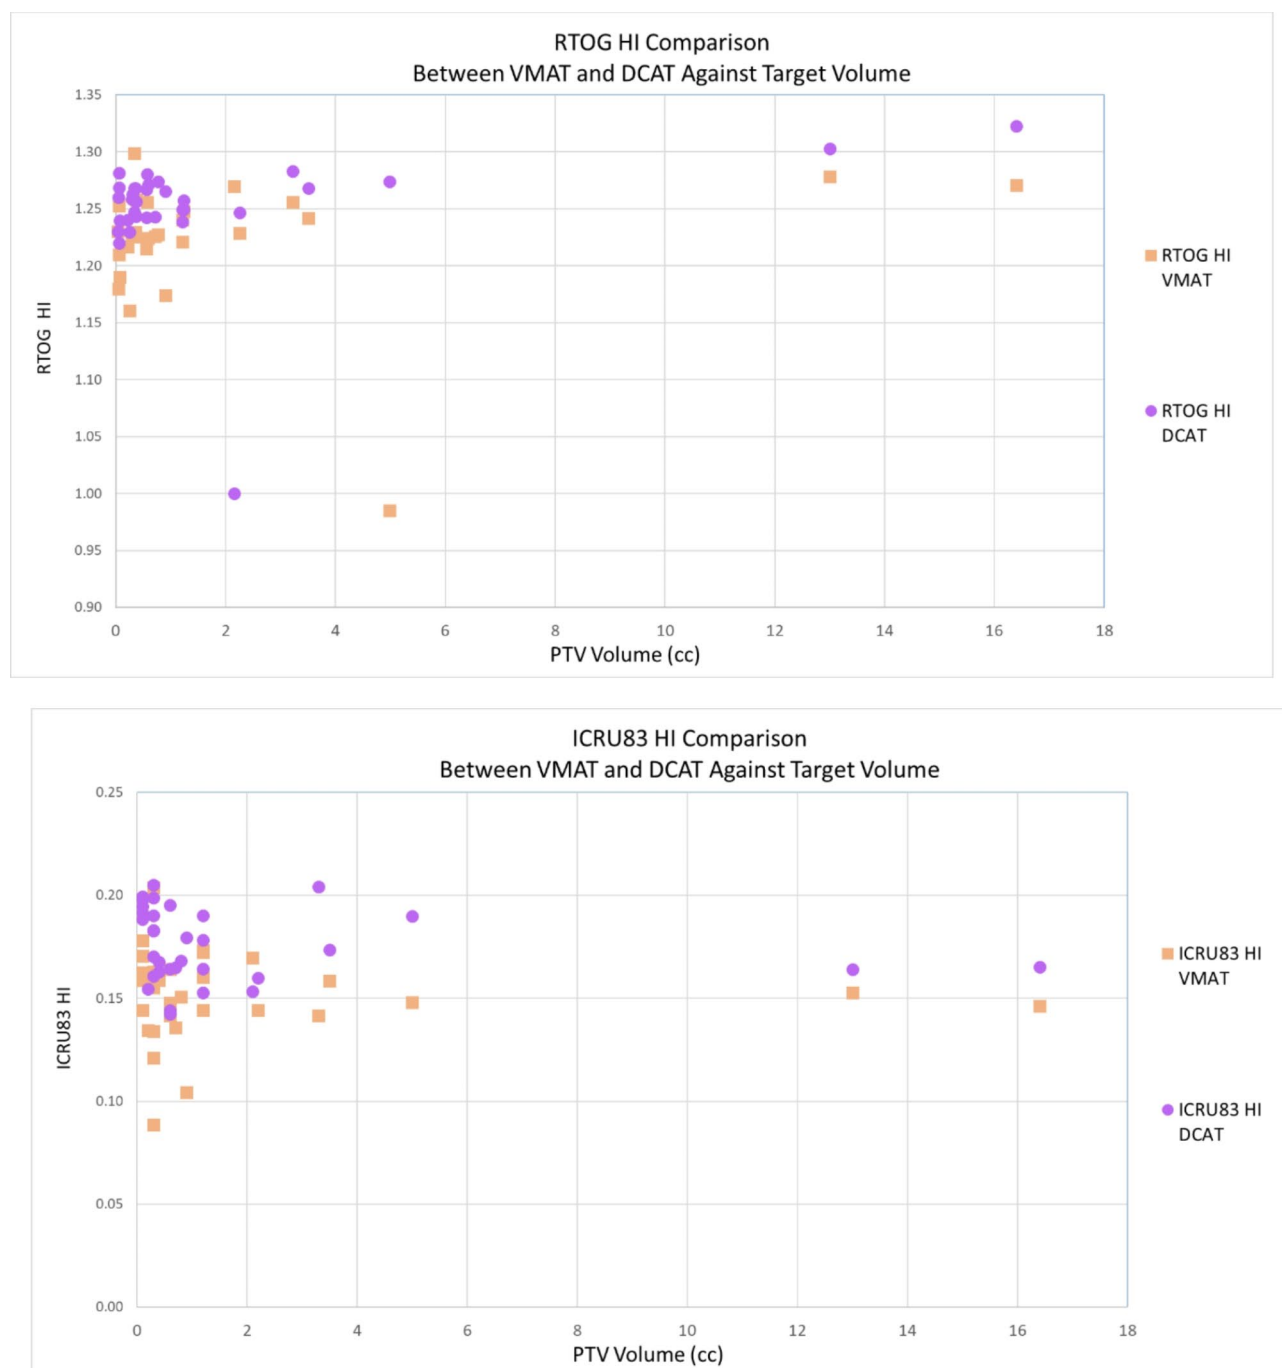 RTOG HI Comparison
Between VMAT and DCAT Against Target Volume
1.35
1.30
1.25
1.20
1.15
1.10
1.05
1.00
0.95
0.90
RTOG HI
0 2 4 6 8 10 12 14 16 18
PTV Volume (cc)
RTOG HI
VMAT
RTOG HI
DCAT
ICRU83 HI Comparison
Between VMAT and DCAT Against Target Volume
0.25
0.20
0.15
0.10
0.05
0.00
ICRU83 HI
0 2 4 6 8 10 12 14 16 18
PTV Volume (cc)
ICRU83 HI
VMAT
ICRU83 HI
DCAT